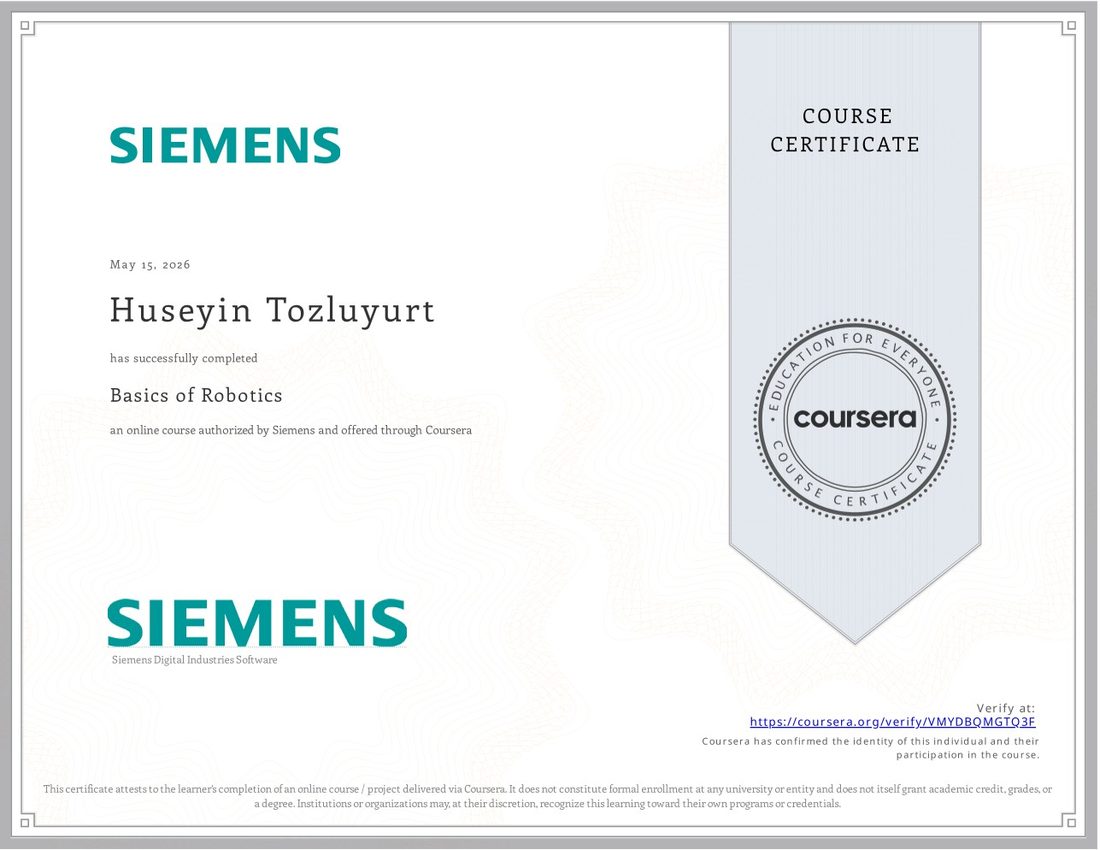 SIEMENS
COURSE
CERTIFICATE
May 15, 2026
Huseyin Tozluyurt
has successfully completed
Basics of Robotics
an online course authorized by Siemens and offered through Coursera
EDUCATION FOR EVERYONE
coursera
COURSE CERTIFICATE
SIEMENS
Siemens Digital Industries Software
Verify at:
https://coursera.org/verify/VMYDBQMGTQ3F
Coursera has confirmed the identity of this individual and their
participation in the course.
This certificate attests to the learner's completion of an online course / project delivered via Coursera. It does not constitute formal enrollment at any university or entity and does not itself grant academic credit, grades, or
a degree. Institutions or organizations may, at their discretion, recognize this learning toward their own programs or credentials.